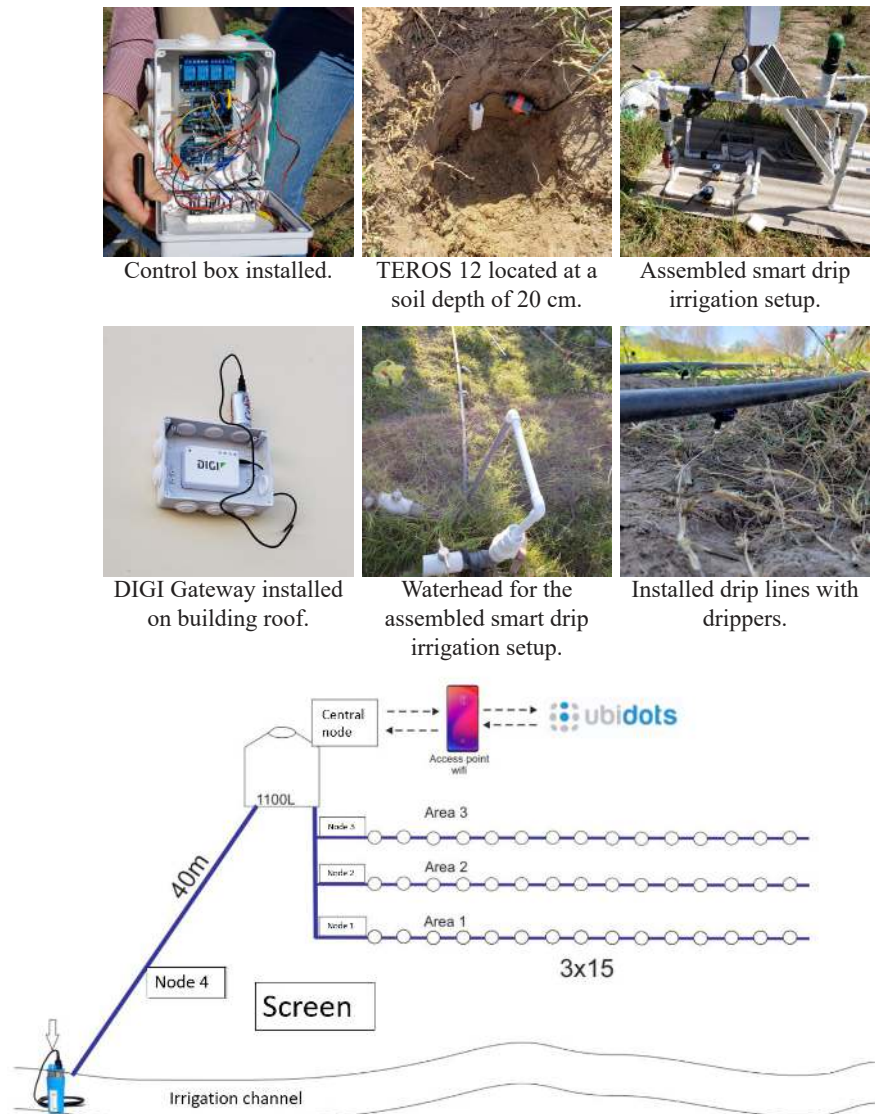 Control box installed.
TEROS 12 located at a
soil depth of 20 cm.
Assembled smart drip
irrigation setup.
DIGI
DIGI Gateway installed
on building roof.
Waterhead for the
assembled smart drip
irrigation setup.
Installed drip lines with
drippers.
Central
node
Access point
wifi
ubidots
1100L
40m
Node 3
Area 3
Node 2
Area 2
Node 1
Area 1
3x15
Node 4
Screen
Irrigation channel